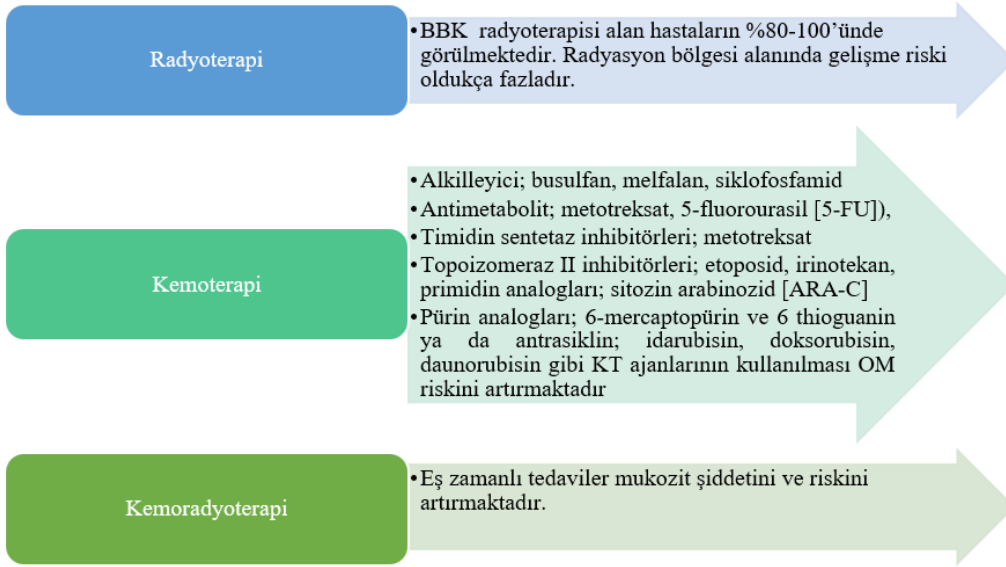 Radyoterapi
•BBK radyoterapisi alan hastaların %80-100’ünde
görülmektedir. Radyasyon bölgesi alanında gelişme riski
oldukça fazladır.
Kemoterapi
•Alkilleyici; busulfan, melfalan, siklofosfamid
•Antimetabolit; metotreksat, 5-fluorourasil [5-FU]),
•Timidin sentetaz inhibitörleri; metotreksat
•Topoizomeraz II inhibitörleri; etoposid, irinotekan,
primidin analogları; sitozin arabinozid [ARA-C]
•Pürin analogları; 6-mercaptopürin ve 6 thioguanin
ya da antrasiklin; idarubisin, doksorubisin,
daunorubisin gibi KT ajanlarının kullanılması OM
riskini artırmaktadır
Kemoradyoterapi
•Eş zamanlı tedaviler mukozit şiddetini ve riskini
artırmaktadır.